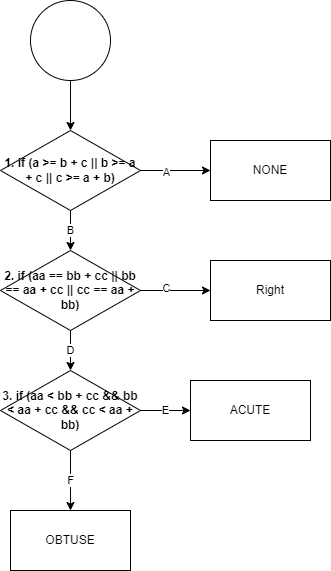 1. if (a >= b + c || b >= a
+ c || c >= a + b)
A
NONE
B
2. if (aa == bb + cc || bb
== aa + cc || cc == aa +
bb)
C
Right
D
3. if (aa < bb + cc && bb
< aa + cc && cc < aa +
bb)
E
ACUTE
F
OBTUSE